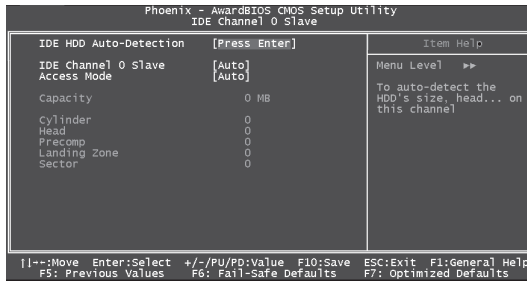 Phoenix - AwardBIOS CMOS Setup Utility
IDE Channel 0 Slave
IDE HDD Auto-Detection [Press Enter]
IDE Channel 0 Slave [Auto]
Access Mode [Auto]
Capacity 0 MB
Cylinder 0
Head 0
Precomp 0
Landing Zone 0
Sector 0
Item Help
Menu Level ▶▶
To auto-detect the
HDD's size, head... on
this channel
↑↓→←:Move Enter:Select +/-/PU/PD:Value F10:Save ESC:Exit F1:General Help
F5: Previous Values F6: Fail-Safe Defaults F7: Optimized Defaults